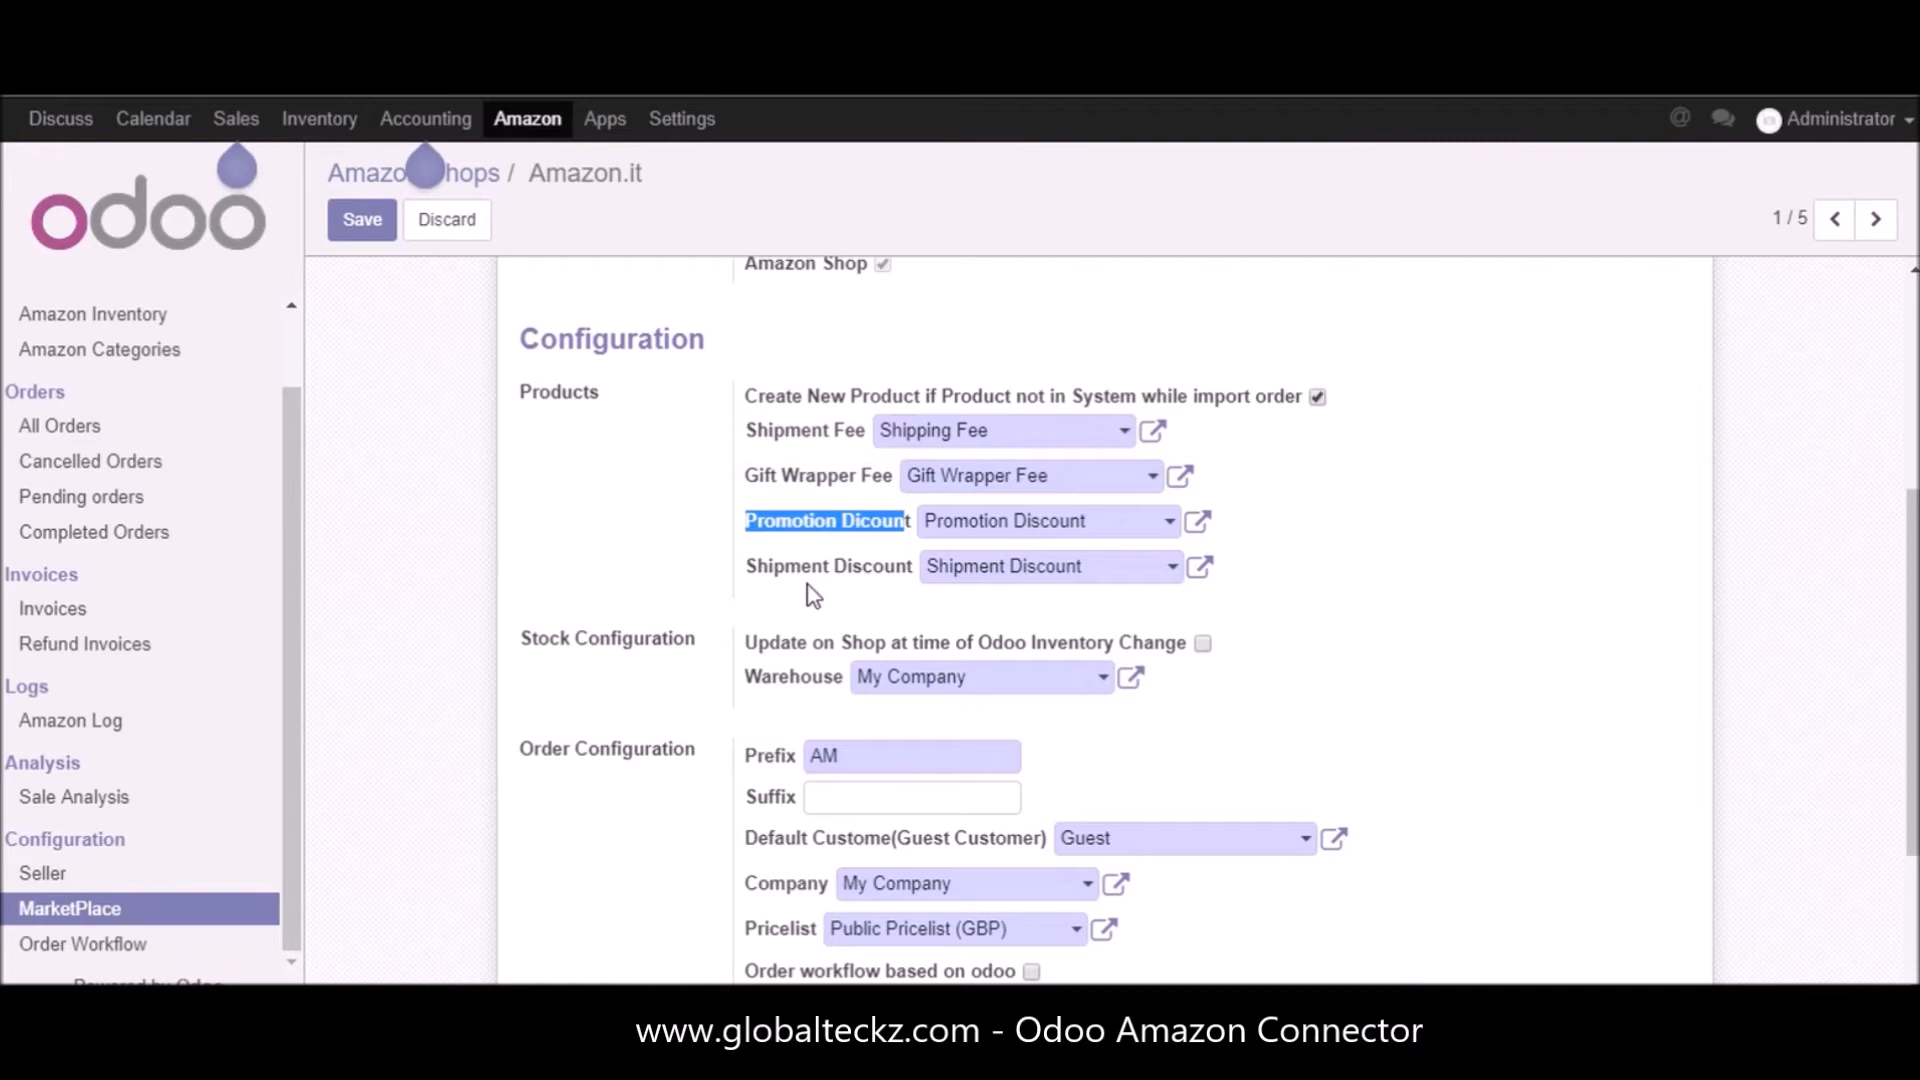 Discuss Calendar Sales Inventory Accounting Amazon Apps Settings @ Administrator
odoo
Amazo hops / Amazon.it
Save Discard 1 / 5
Amazon Inventory
Amazon Categories
Orders
All Orders
Cancelled Orders
Pending orders
Completed Orders
Invoices
Invoices
Refund Invoices
Logs
Amazon Log
Analysis
Sale Analysis
Configuration
Seller
MarketPlace
Order Workflow
Powered by Odoo
Amazon Shop
Configuration
Products
Create New Product if Product not in System while import order
Shipment Fee Shipping Fee
Gift Wrapper Fee Gift Wrapper Fee
Promotion Dicount Promotion Discount
Shipment Discount Shipment Discount
Stock Configuration
Update on Shop at time of Odoo Inventory Change
Warehouse My Company
Order Configuration
Prefix AM
Suffix
Default Custome(Guest Customer) Guest
Company My Company
Pricelist Public Pricelist (GBP)
Order workflow based on odoo
www.globalteckz.com - Odoo Amazon Connector